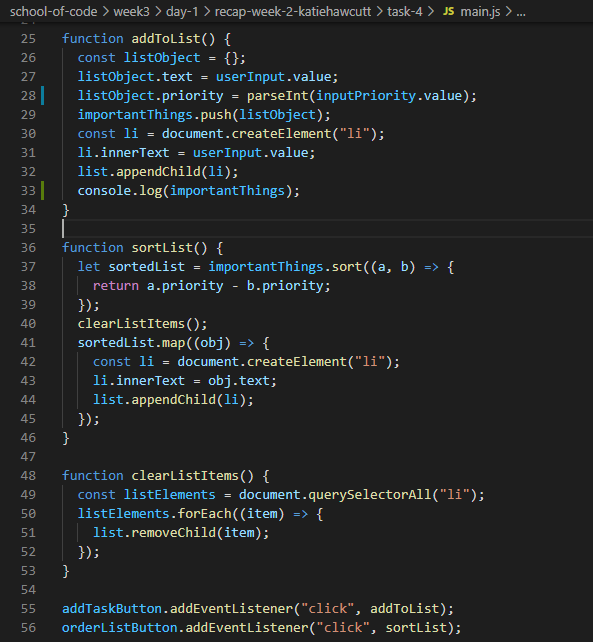 school-of-code > week3 > day-1 > recap-week-2-katiehawcutt > task-4 > JS main.js > ...
25 function addToList() {
26   const listObject = {};
27   listObject.text = userInput.value;
28   listObject.priority = parseInt(inputPriority.value);
29   importantThings.push(listObject);
30   const li = document.createElement("li");
31   li.innerText = userInput.value;
32   list.appendChild(li);
33   console.log(importantThings);
34 }
35
36 function sortList() {
37   let sortedList = importantThings.sort((a, b) => {
38     return a.priority - b.priority;
39   });
40   clearListItems();
41   sortedList.map((obj) => {
42     const li = document.createElement("li");
43     li.innerText = obj.text;
44     list.appendChild(li);
45   });
46 }
47
48 function clearListItems() {
49   const listElements = document.querySelectorAll("li");
50   listElements.forEach((item) => {
51     list.removeChild(item);
52   });
53 }
54
55 addTaskButton.addEventListener("click", addToList);
56 orderListButton.addEventListener("click", sortList);